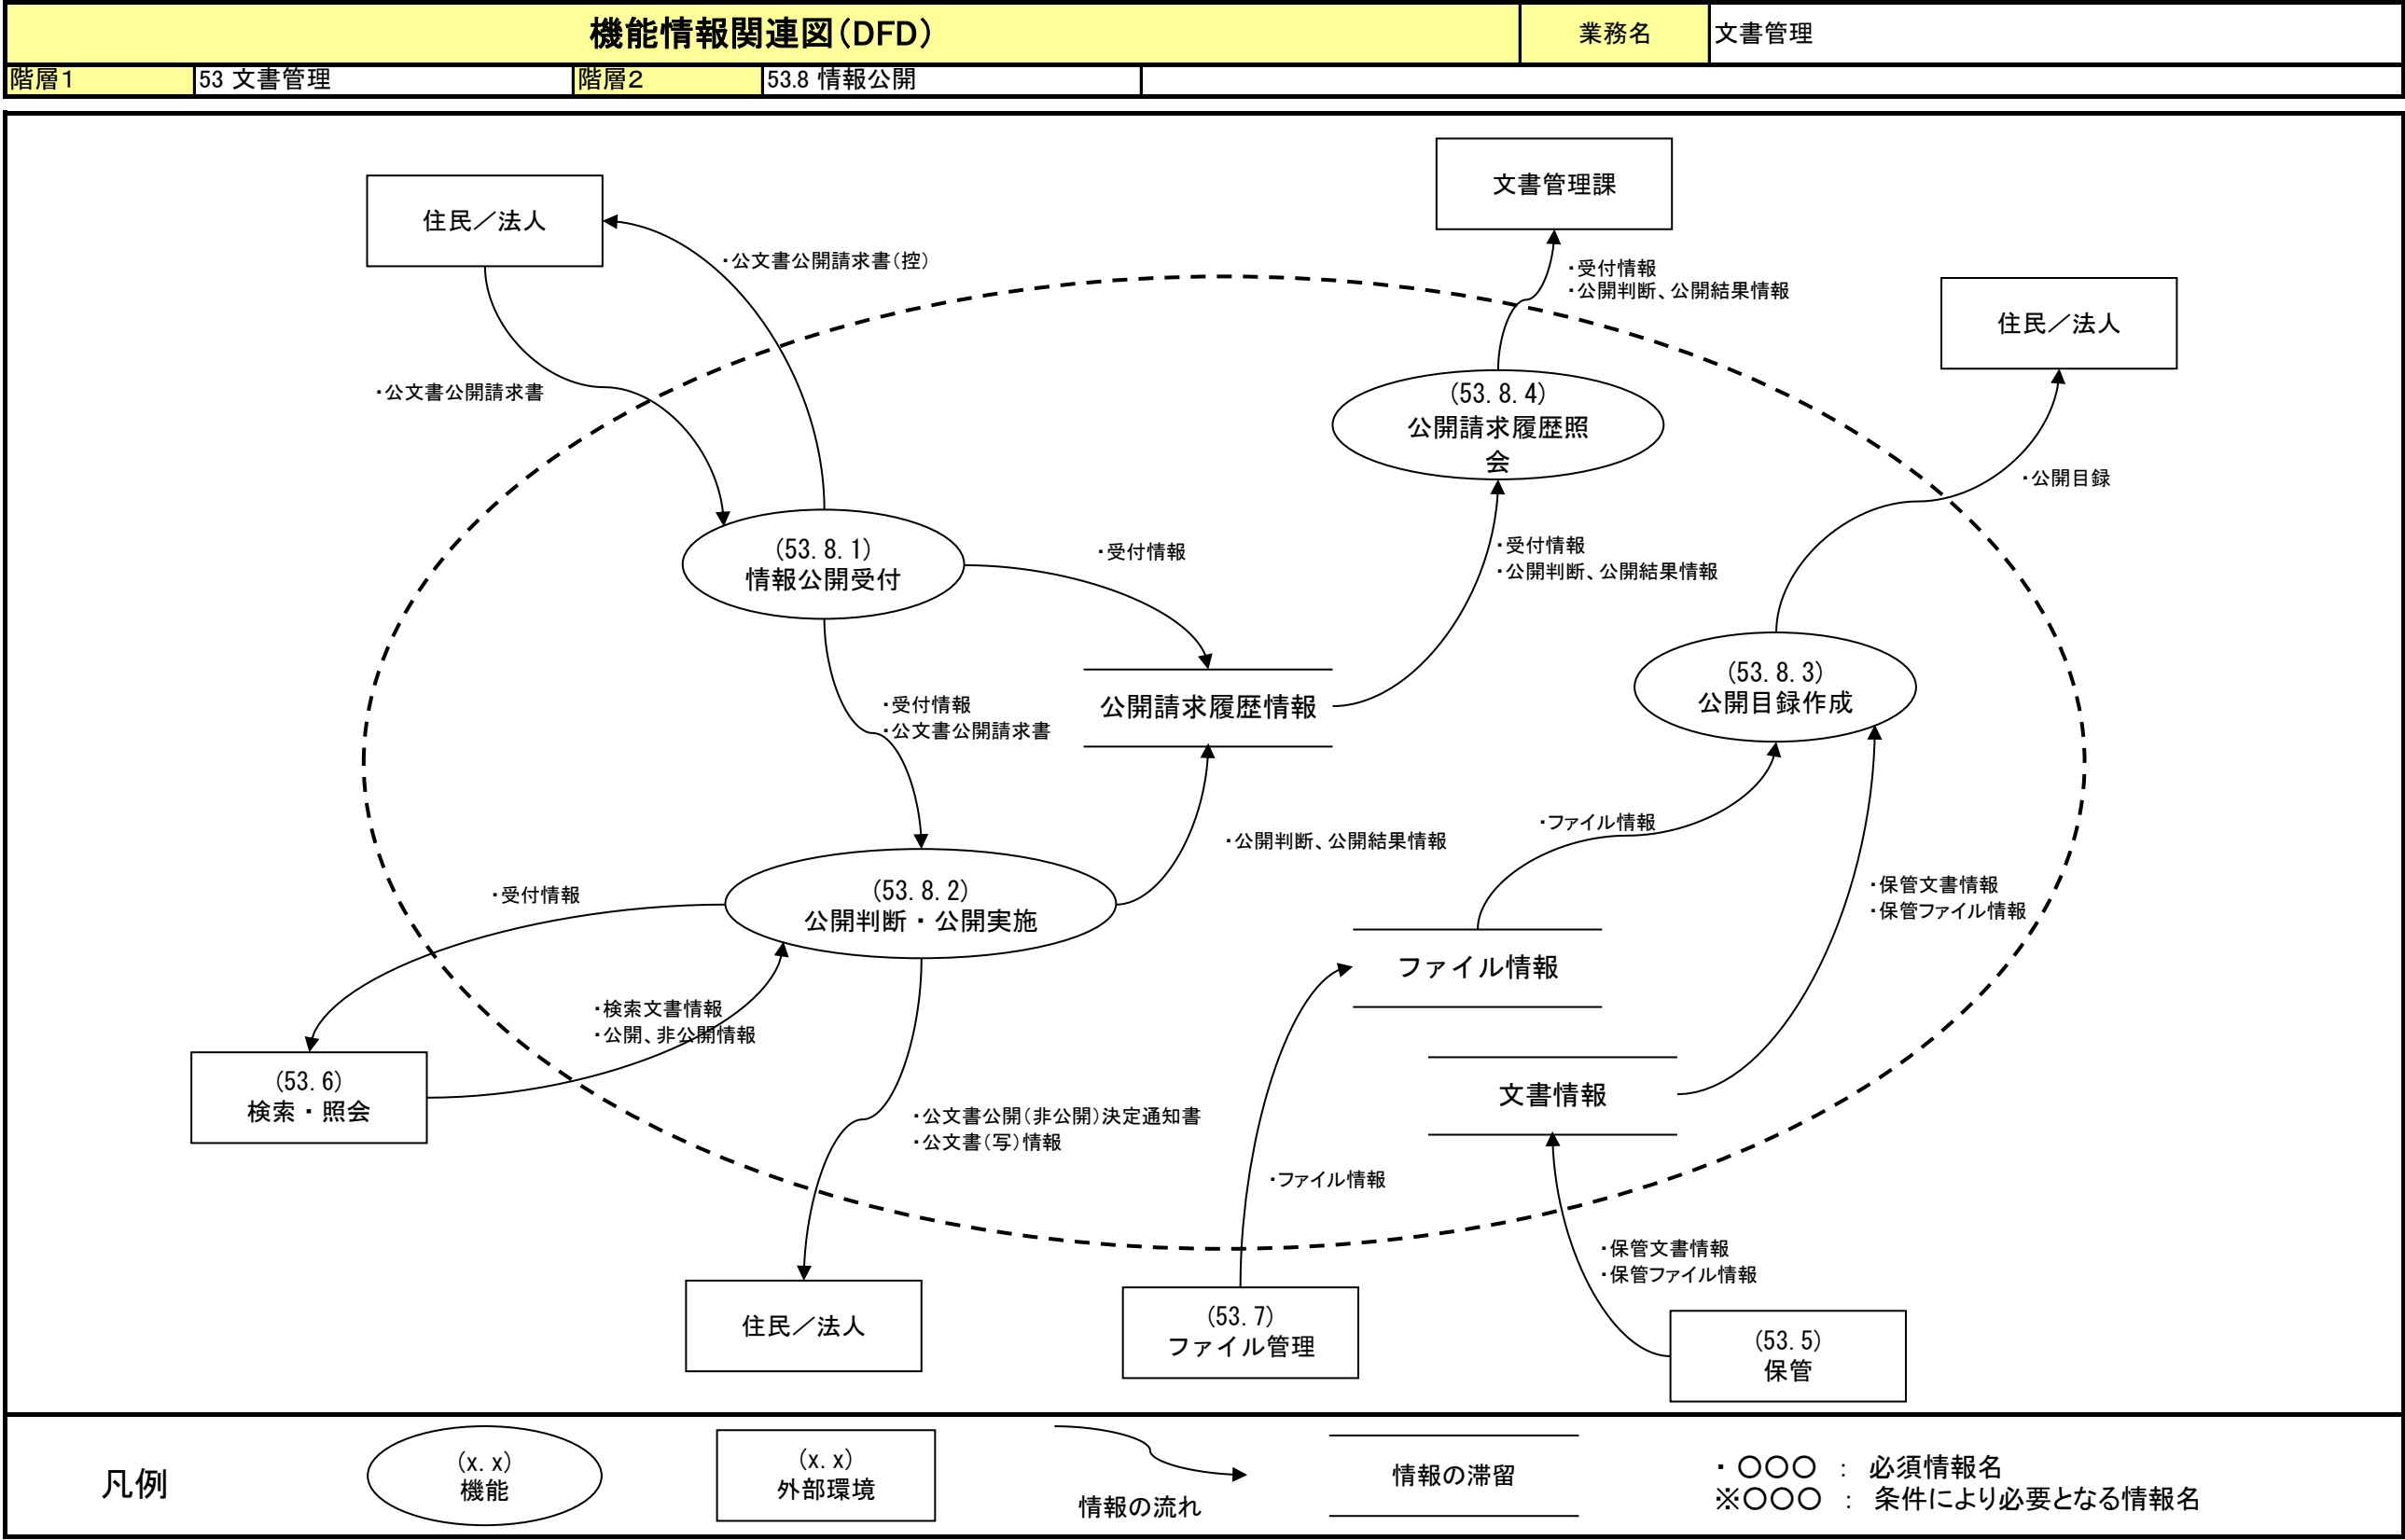 機能情報関連図（DFD）
業務名
文書管理
階層１
53 文書管理
階層２
53.8 情報公開
文書管理課
住民／法人
・公文書公開請求書（控）
・受付情報
・公開判断、公開結果情報
住民／法人
・公文書公開請求書
(53.8.4)
公開請求履歴照
会
・公開目録
(53.8.1)
情報公開受付
・受付情報
・受付情報
・公開判断、公開結果情報
(53.8.3)
公開目録作成
・受付情報
・公文書公開請求書
公開請求履歴情報
・ファイル情報
・公開判断、公開結果情報
・受付情報
(53.8.2)
公開判断・公開実施
・保管文書情報
・保管ファイル情報
ファイル情報
・検索文書情報
・公開、非公開情報
(53.6)
検索・照会
文書情報
・公文書公開（非公開）決定通知書
・公文書（写）情報
・ファイル情報
・保管文書情報
・保管ファイル情報
住民／法人
(53.7)
ファイル管理
(53.5)
保管
凡例
(x.x)
機能
(x.x)
外部環境
情報の流れ
情報の滞留
・ ○○○ ： 必須情報名
※○○○ ： 条件により必要となる情報名